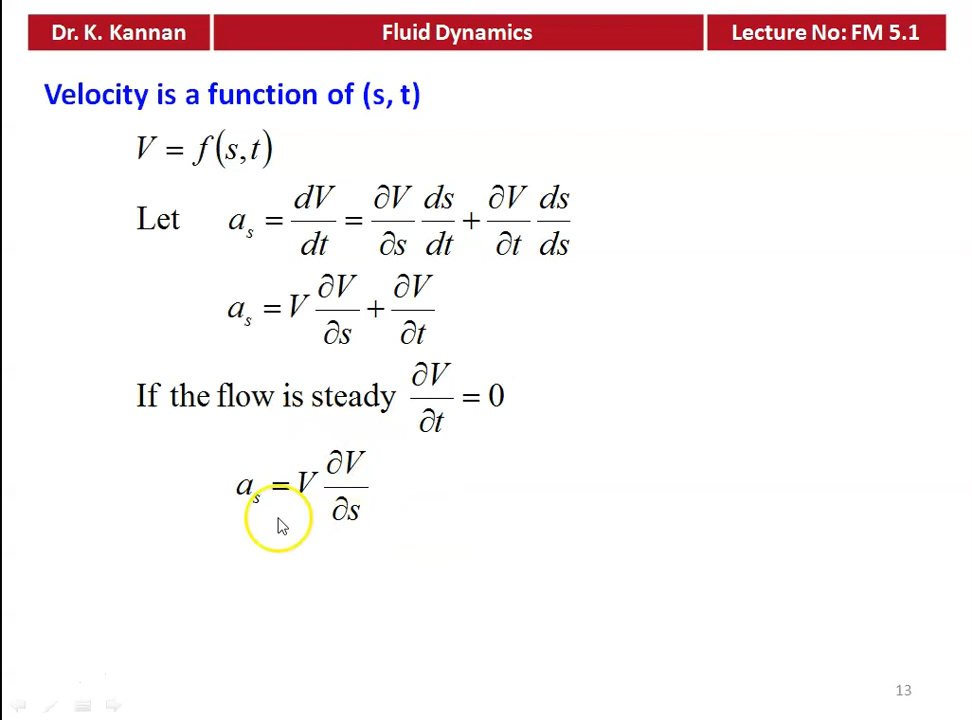 Dr. K. Kannan
Fluid Dynamics
Lecture No: FM 5.1
Velocity is a function of (s, t)
V = f(s,t)
Let a_s = dV/dt = ∂V/∂s ds/dt + ∂V/∂t ds/ds
a_s = V ∂V/∂s + ∂V/∂t
If the flow is steady ∂V/∂t = 0
a_s = V ∂V/∂s
13